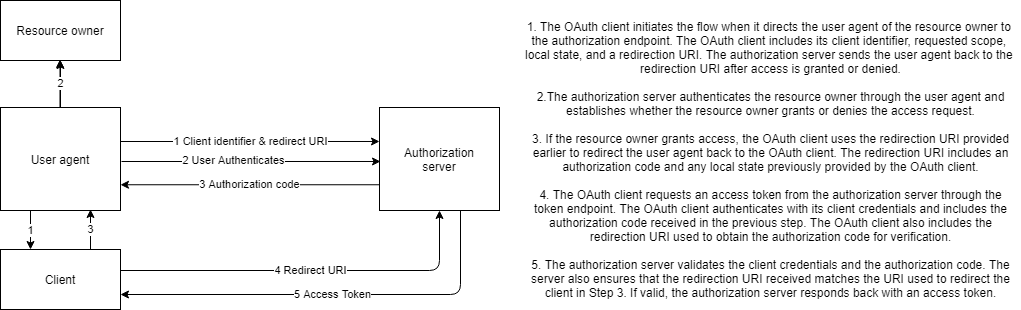 Resource owner
2
User agent
1 Client identifier & redirect URI
2 User Authenticates
3 Authorization code
Authorization
server
1
3
Client
4 Redirect URI
5 Access Token
1. The OAuth client initiates the flow when it directs the user agent of the resource owner to
the authorization endpoint. The OAuth client includes its client identifier, requested scope,
local state, and a redirection URI. The authorization server sends the user agent back to the
redirection URI after access is granted or denied.
2.The authorization server authenticates the resource owner through the user agent and
establishes whether the resource owner grants or denies the access request.
3. If the resource owner grants access, the OAuth client uses the redirection URI provided
earlier to redirect the user agent back to the OAuth client. The redirection URI includes an
authorization code and any local state previously provided by the OAuth client.
4. The OAuth client requests an access token from the authorization server through the
token endpoint. The OAuth client authenticates with its client credentials and includes the
authorization code received in the previous step. The OAuth client also includes the
redirection URI used to obtain the authorization code for verification.
5. The authorization server validates the client credentials and the authorization code. The
server also ensures that the redirection URI received matches the URI used to redirect the
client in Step 3. If valid, the authorization server responds back with an access token.